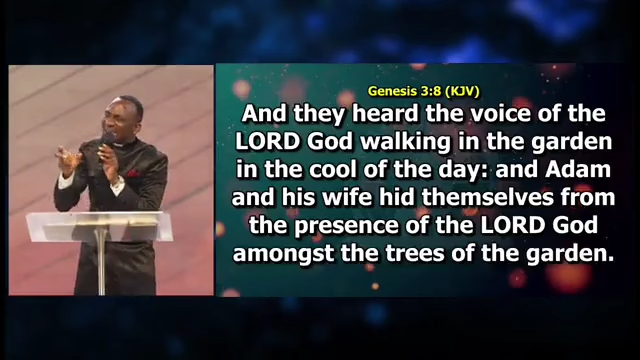 Genesis 3:8 (KJV)
And they heard the voice of the
LORD God walking in the garden
in the cool of the day: and Adam
and his wife hid themselves from
the presence of the LORD God
amongst the trees of the garden.